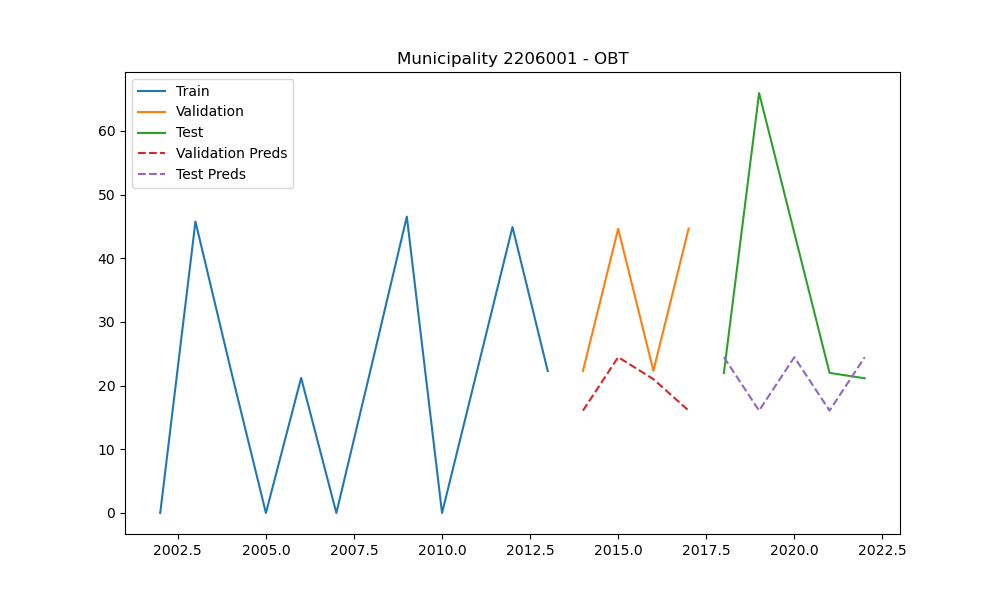 Municipality 2206001 - OBT
Train
Validation
Test
Validation Preds
Test Preds
60
50
40
30
20
10
0
2002.5 2005.0 2007.5 2010.0 2012.5 2015.0 2017.5 2020.0 2022.5